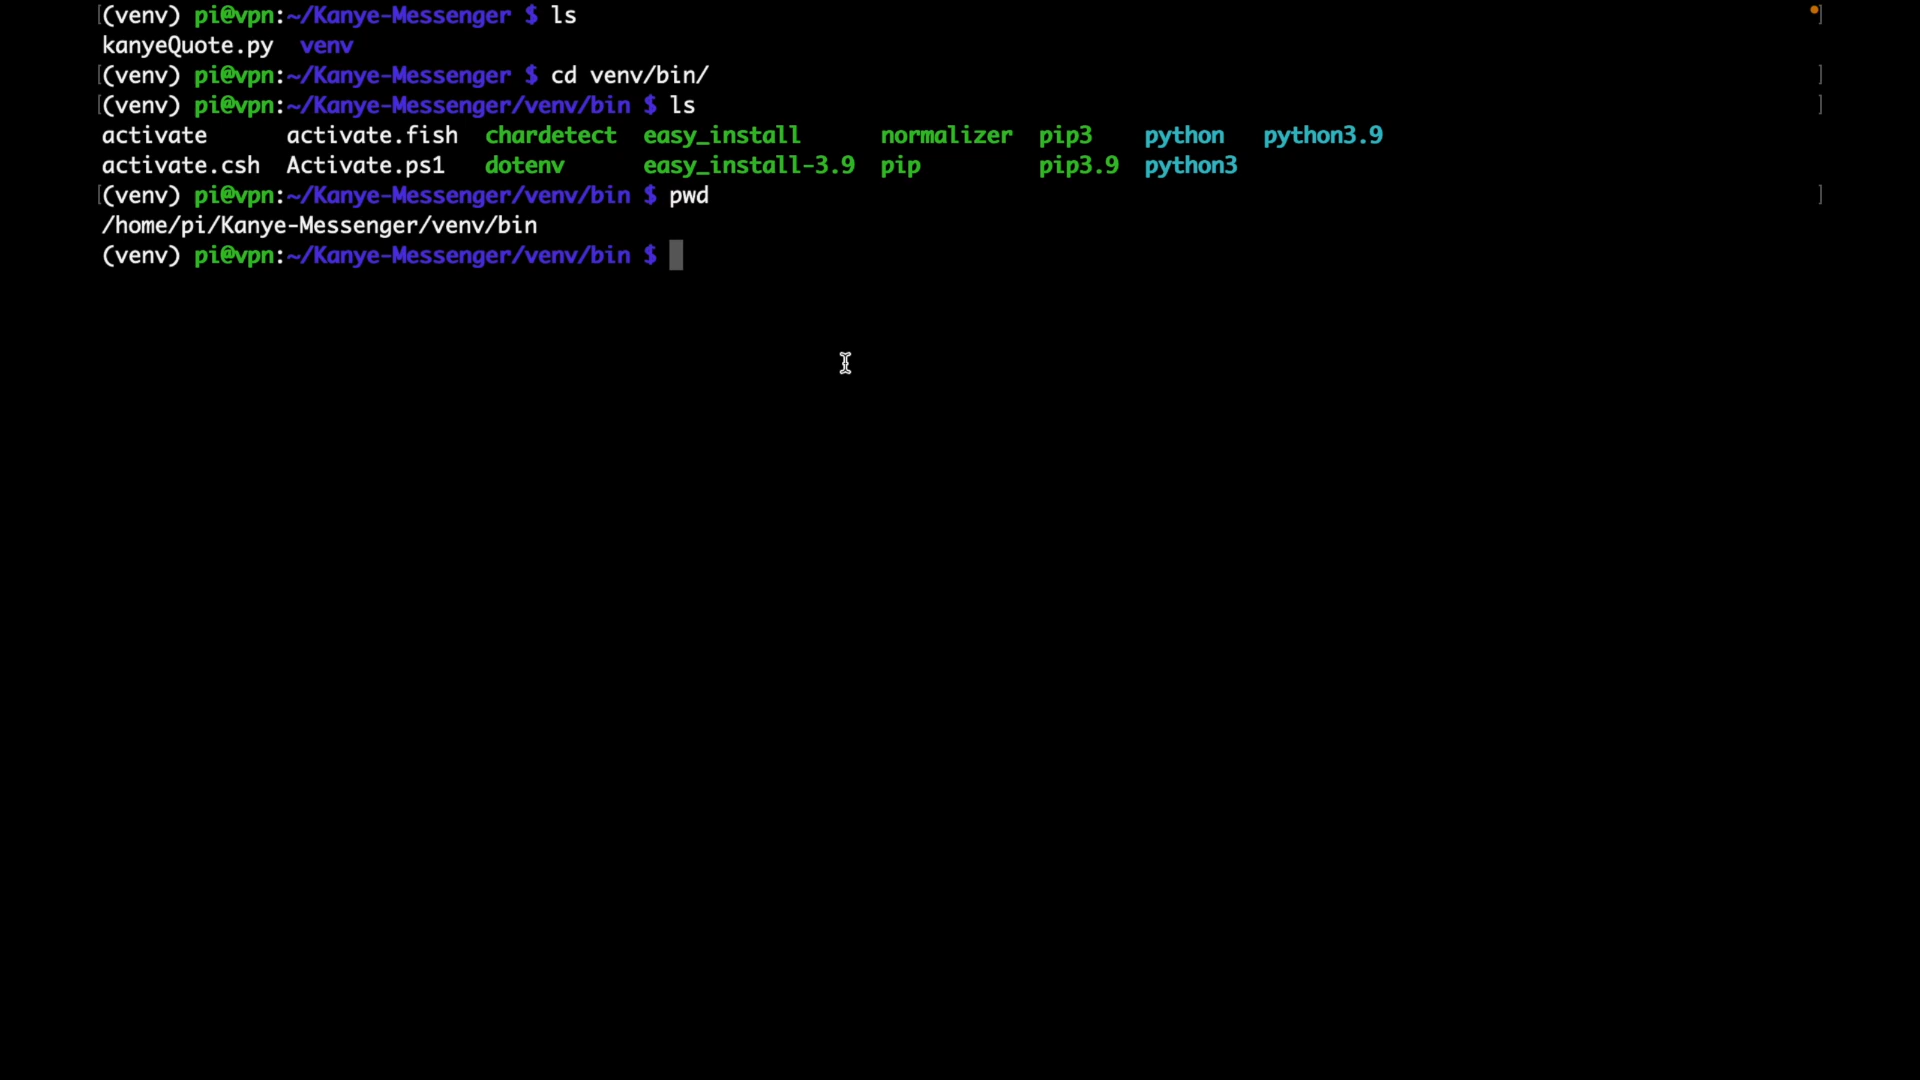 [(venv) pi@vpn:~/Kanye-Messenger $ ls ]
kanyeQuote.py venv
[(venv) pi@vpn:~/Kanye-Messenger $ cd venv/bin/ ]
[(venv) pi@vpn:~/Kanye-Messenger/venv/bin $ ls ]
activate activate.fish chardetect easy_install normalizer pip3 python python3.9
activate.csh Activate.ps1 dotenv easy_install-3.9 pip pip3.9 python3
[(venv) pi@vpn:~/Kanye-Messenger/venv/bin $ pwd ]
/home/pi/Kanye-Messenger/venv/bin
(venv) pi@vpn:~/Kanye-Messenger/venv/bin $